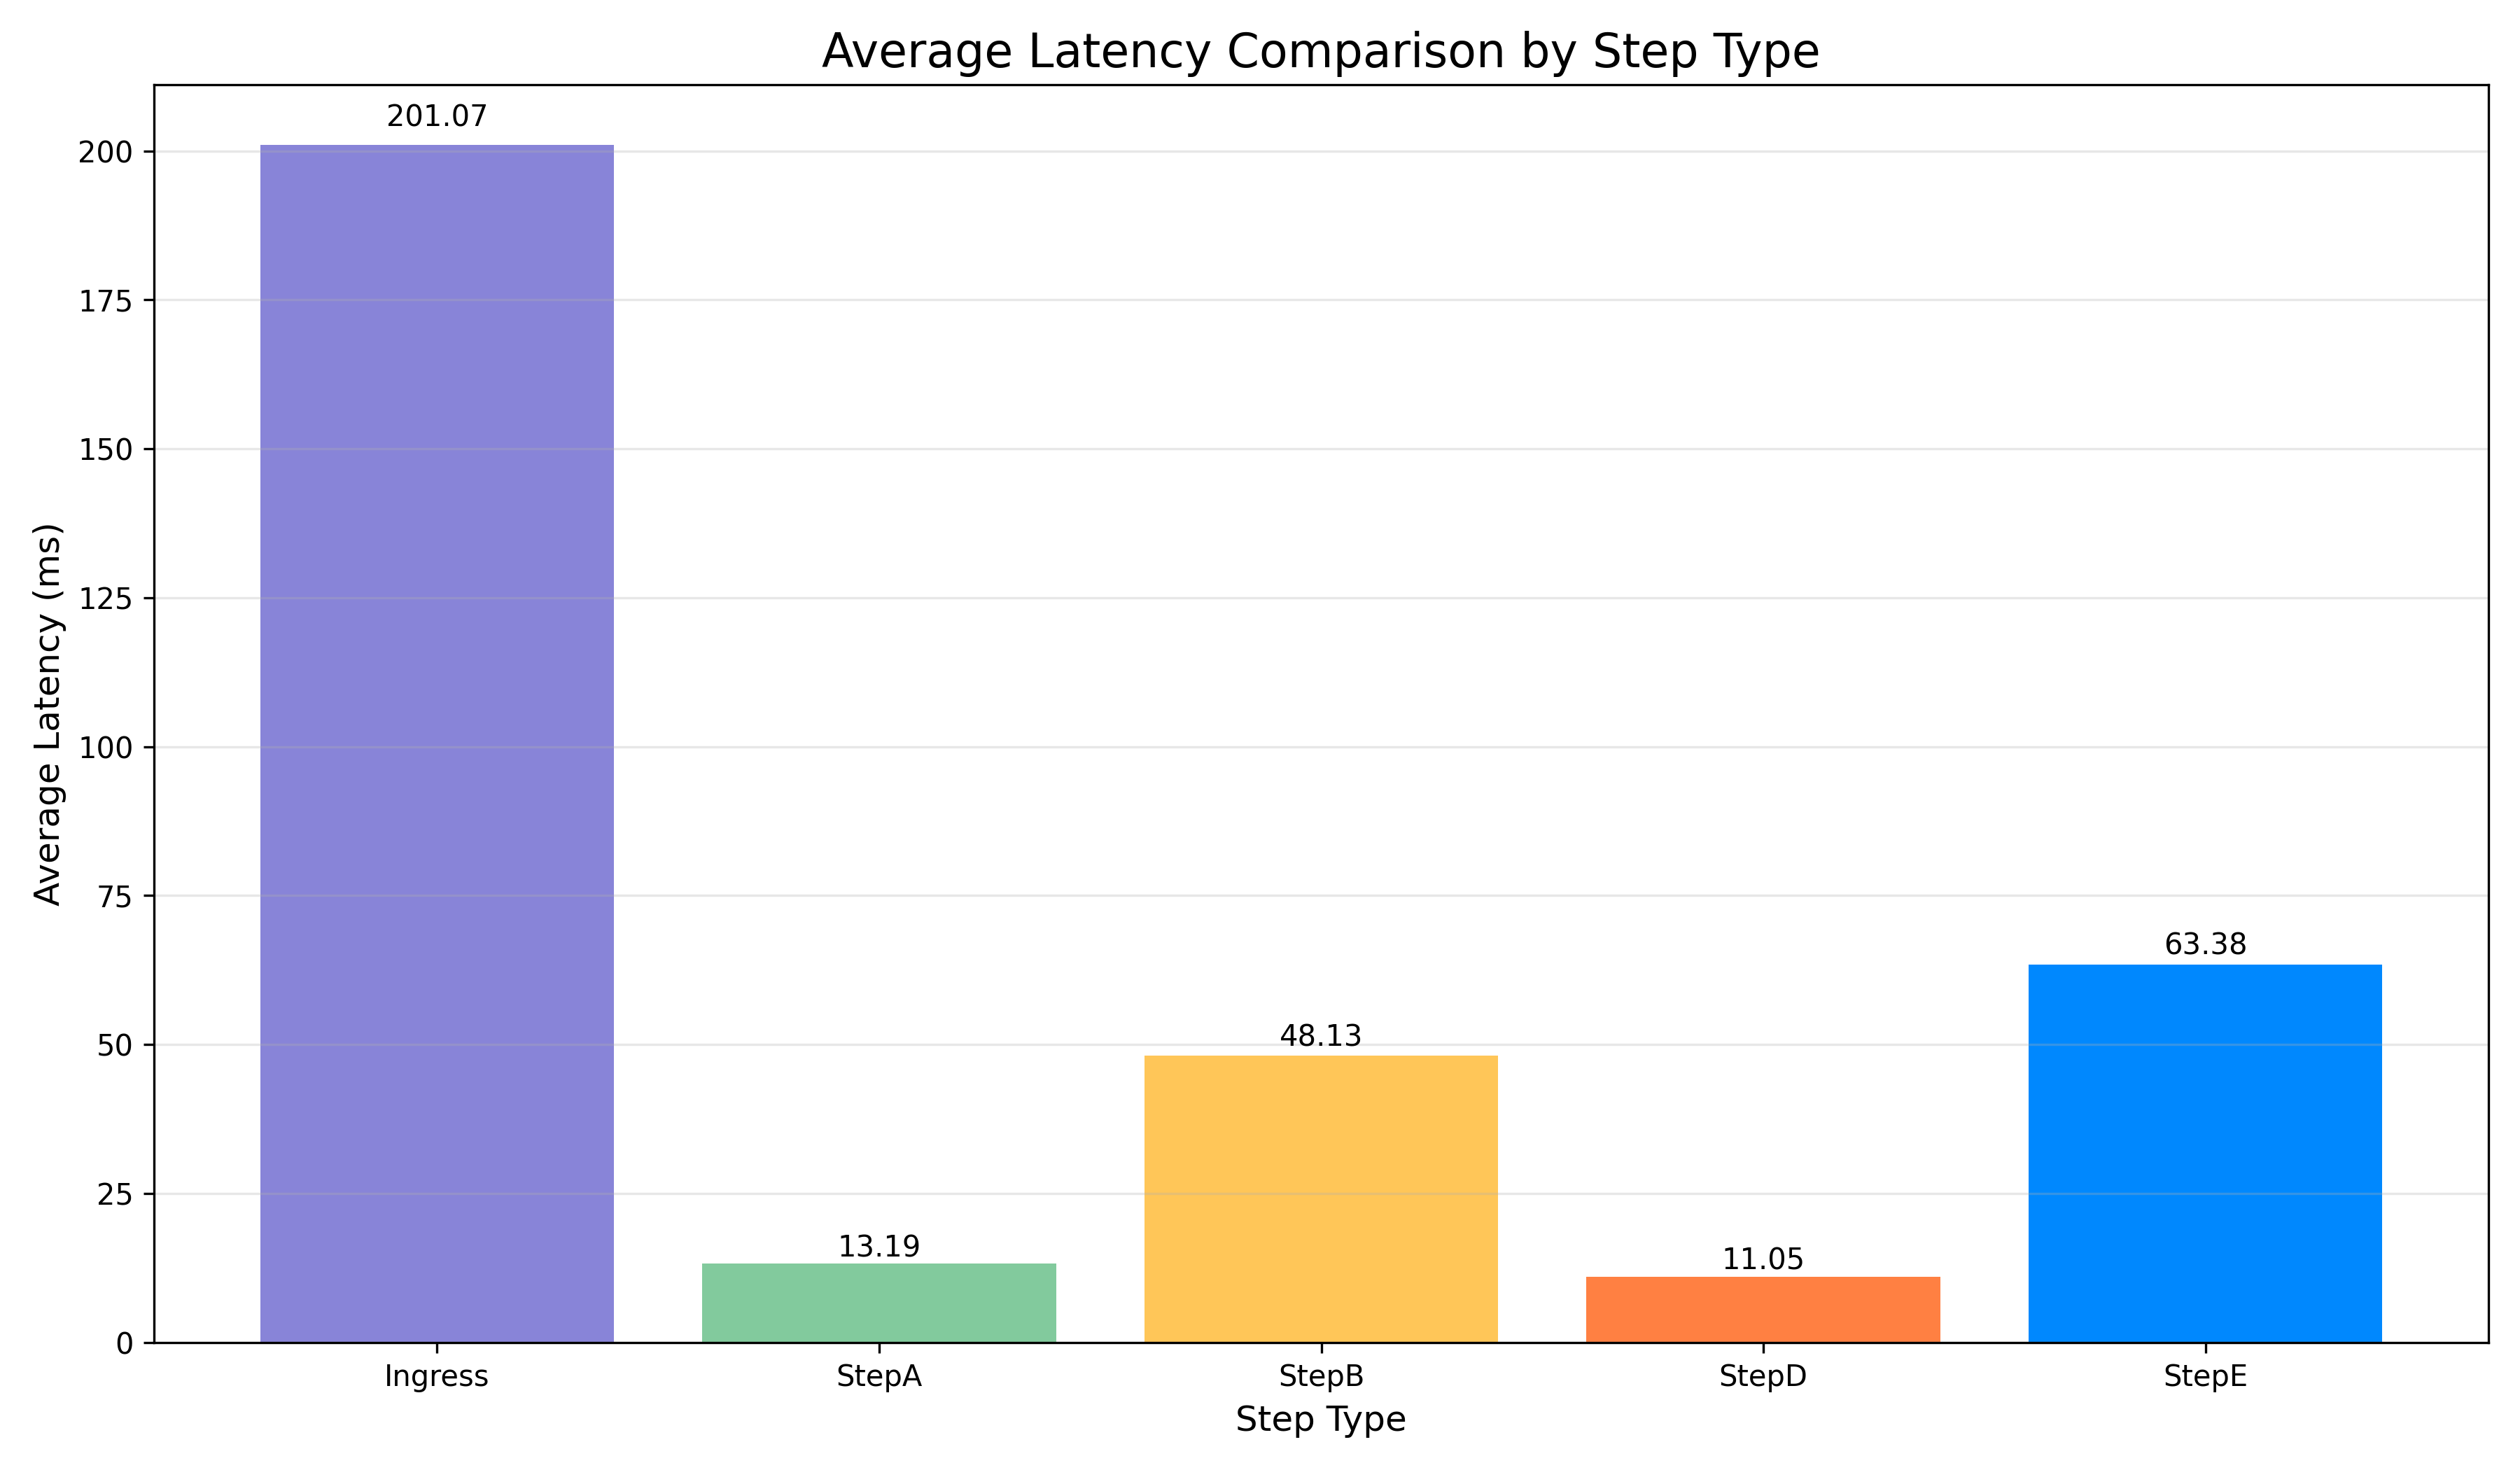 Average Latency Comparison by Step Type
Average Latency (ms)
200
175
150
125
100
75
50
25
0
201.07
13.19
48.13
11.05
63.38
Ingress
StepA
StepB
StepD
StepE
Step Type